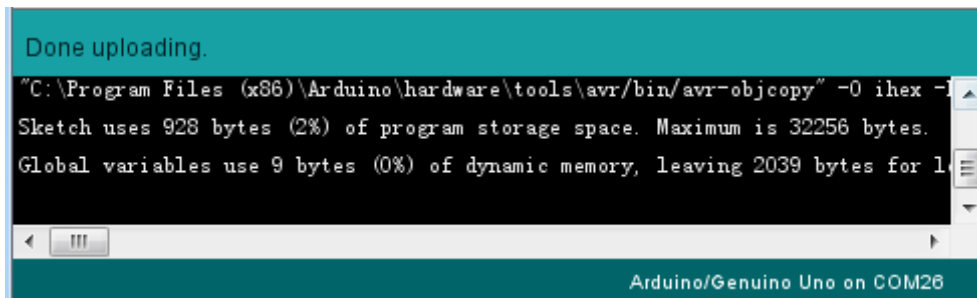 Done uploading.
"C:\Program Files (x86)\Arduino\hardware\tools\avr/bin/avr-objcopy" -O ihex -
Sketch uses 928 bytes (2%) of program storage space. Maximum is 32256 bytes.
Global variables use 9 bytes (0%) of dynamic memory, leaving 2039 bytes for
Arduino/Genuino Uno on COM26